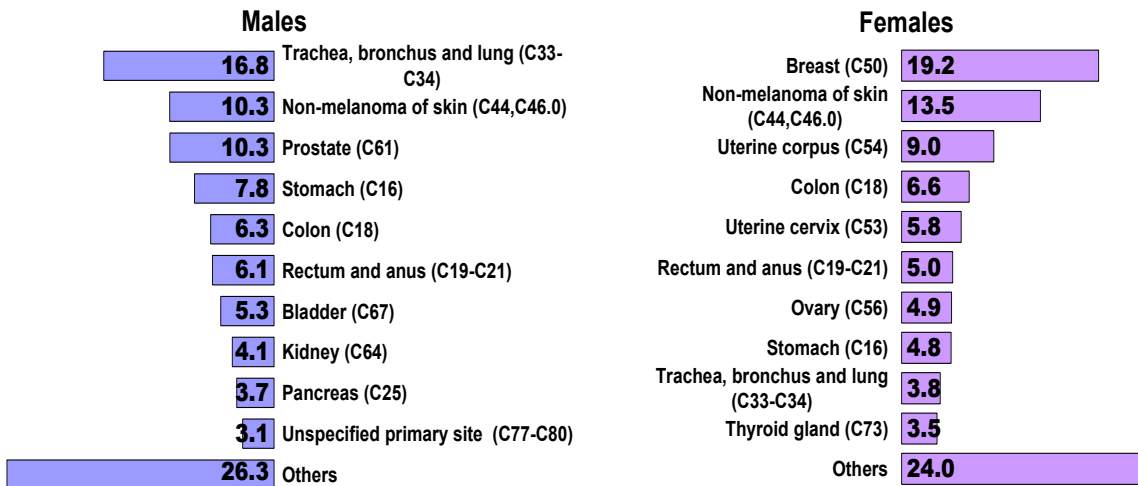 Males
16.8 Trachea, bronchus and lung (C33-
C34)
10.3 Non-melanoma of skin (C44,C46.0)
10.3 Prostate (C61)
7.8 Stomach (C16)
6.3 Colon (C18)
6.1 Rectum and anus (C19-C21)
5.3 Bladder (C67)
4.1 Kidney (C64)
3.7 Pancreas (C25)
3.1 Unspecified primary site (C77-C80)
26.3 Others
Females
Breast (C50) 19.2
Non-melanoma of skin
(C44,C46.0) 13.5
Uterine corpus (C54) 9.0
Colon (C18) 6.6
Uterine cervix (C53) 5.8
Rectum and anus (C19-C21) 5.0
Ovary (C56) 4.9
Stomach (C16) 4.8
Trachea, bronchus and lung
(C33-C34) 3.8
Thyroid gland (C73) 3.5
Others 24.0